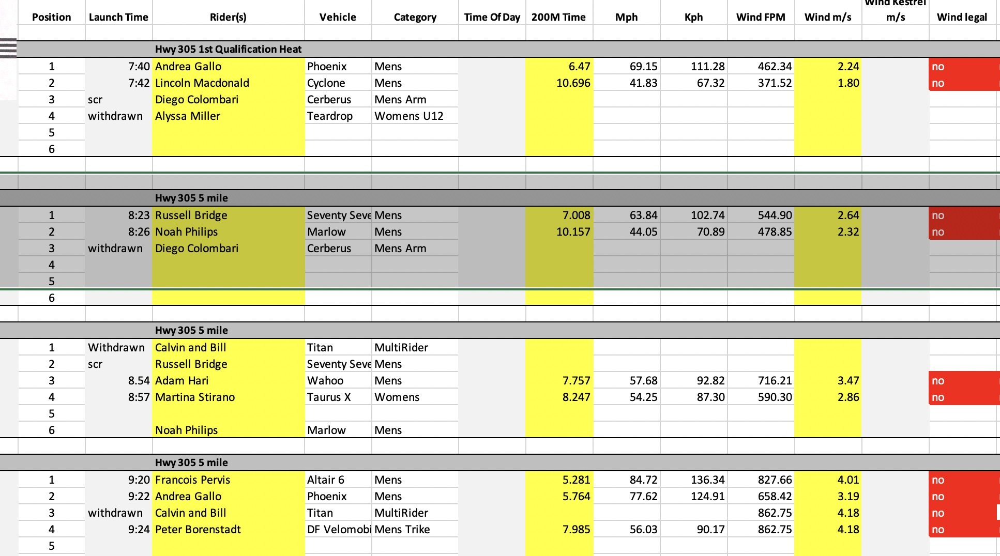 Wind Kestrel
Position Launch Time Rider(s) Vehicle Category Time Of Day 200M Time Mph Kph Wind FPM Wind m/s m/s Wind legal
Hwy 305 1st Qualification Heat
1 7:40 Andrea Gallo Phoenix Mens 6.47 69.15 111.28 462.34 2.24 no
2 7:42 Lincoln Macdonald Cyclone Mens 10.696 41.83 67.32 371.52 1.80 no
3 scr Diego Colombari Cerberus Mens Arm
4 withdrawn Alyssa Miller Teardrop Womens U12
5
6
Hwy 305 5 mile
1 8:23 Russell Bridge Seventy Seve Mens 7.008 63.84 102.74 544.90 2.64 no
2 8:26 Noah Philips Marlow Mens 10.157 44.05 70.89 478.85 2.32 no
3 withdrawn Diego Colombari Cerberus Mens Arm
4
5
6
Hwy 305 5 mile
1 Withdrawn Calvin and Bill Titan MultiRider
2 scr Russell Bridge Seventy Seve Mens
3 8.54 Adam Hari Wahoo Mens 7.757 57.68 92.82 716.21 3.47 no
4 8:57 Martina Stirano Taurus X Womens 8.247 54.25 87.30 590.30 2.86 no
5
6 Noah Philips Marlow Mens
Hwy 305 5 mile
1 9:20 Francois Pervis Altair 6 Mens 5.281 84.72 136.34 827.66 4.01 no
2 9:22 Andrea Gallo Phoenix Mens 5.764 77.62 124.91 658.42 3.19 no
3 withdrawn Calvin and Bill Titan MultiRider 862.75 4.18 no
4 9:24 Peter Borenstadt DF Velomobi Mens Trike 7.985 56.03 90.17 862.75 4.18 no
5